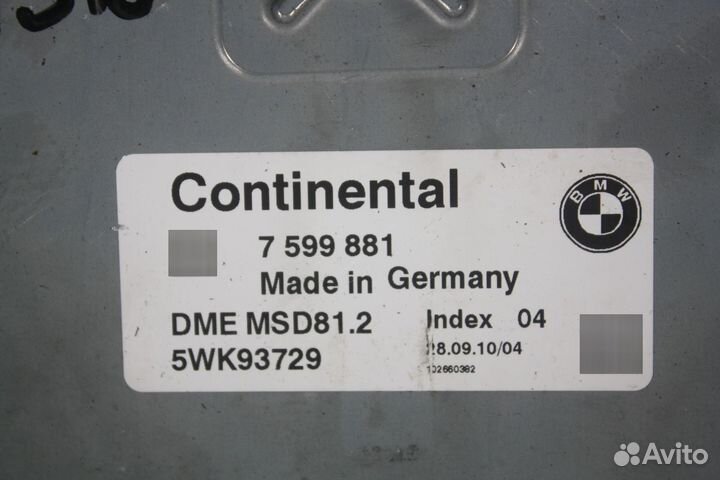 Continental
BMW
7 599 881
Made in Germany
DME MSD81.2 Index 04
5WK93729 28.09.10/04
102660382
Avito